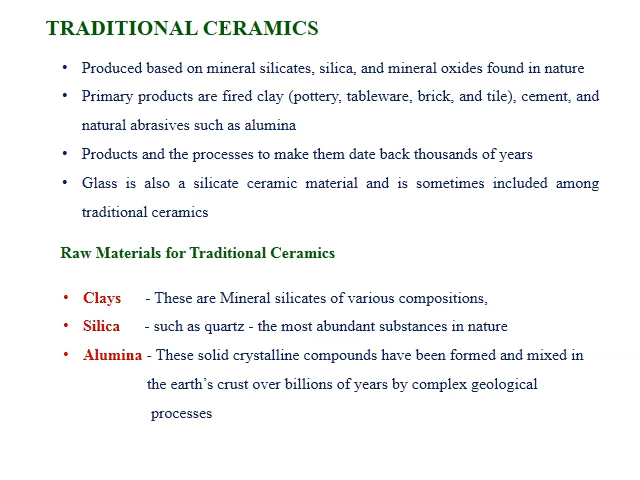 TRADITIONAL CERAMICS
• Produced based on mineral silicates, silica, and mineral oxides found in nature
• Primary products are fired clay (pottery, tableware, brick, and tile), cement, and
natural abrasives such as alumina
• Products and the processes to make them date back thousands of years
• Glass is also a silicate ceramic material and is sometimes included among
traditional ceramics
Raw Materials for Traditional Ceramics
• Clays - These are Mineral silicates of various compositions,
• Silica - such as quartz - the most abundant substances in nature
• Alumina - These solid crystalline compounds have been formed and mixed in
the earth's crust over billions of years by complex geological
processes